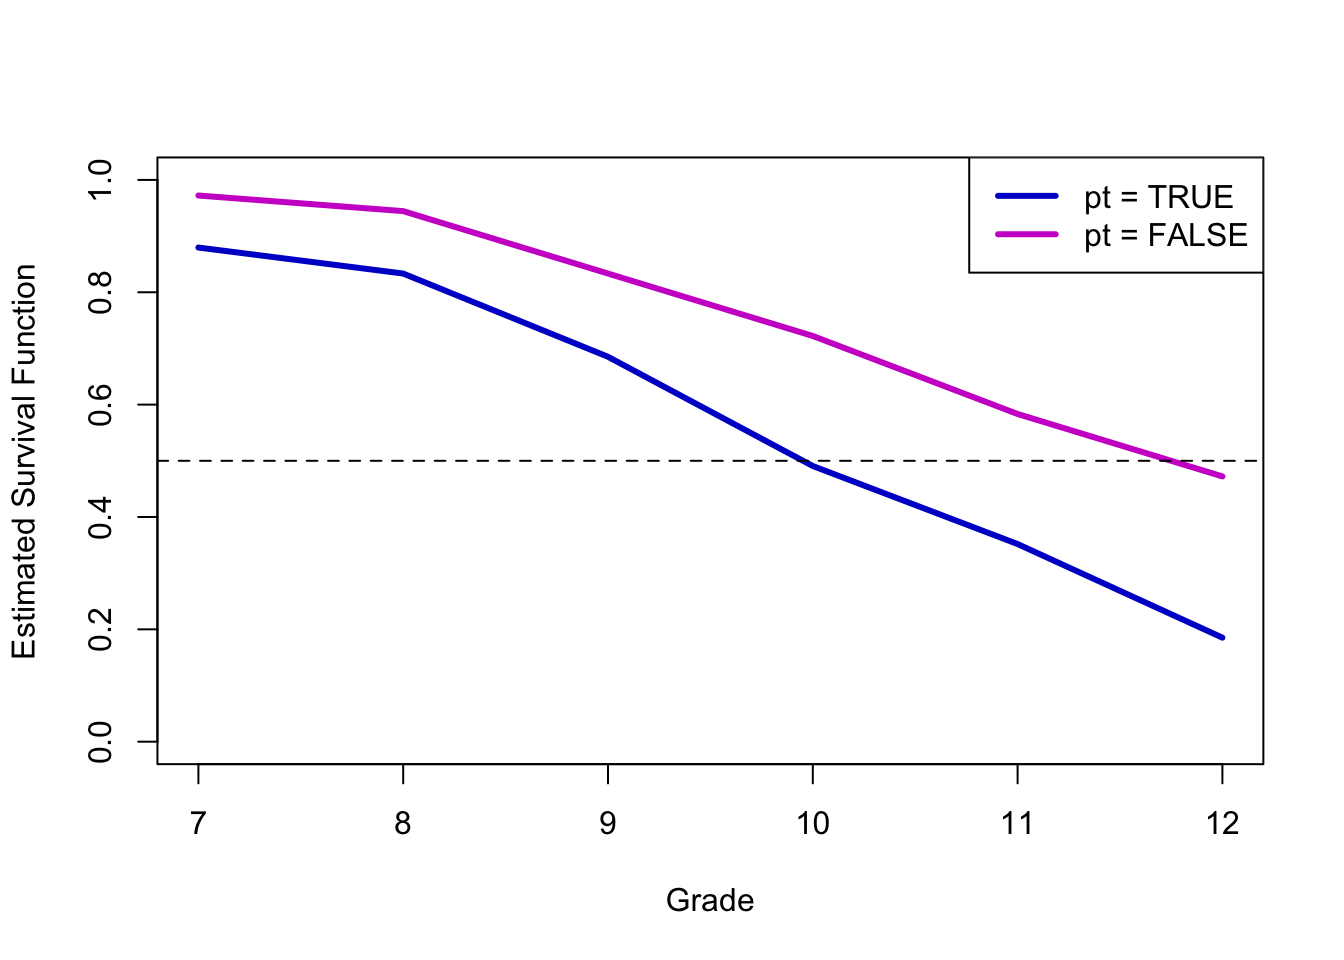 pt = TRUE
pt = FALSE
Estimated Survival Function
1.0
0.8
0.6
0.4
0.2
0.0
7 8 9 10 11 12
Grade